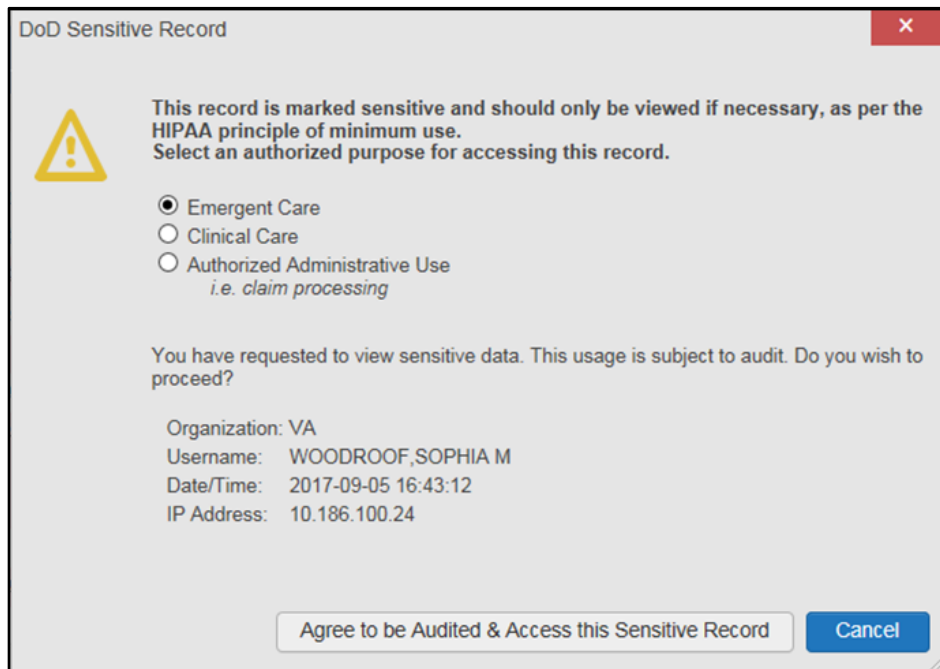 DoD Sensitive Record
×
!
This record is marked sensitive and should only be viewed if necessary, as per the
HIPAA principle of minimum use.
Select an authorized purpose for accessing this record.
Emergent Care
Clinical Care
Authorized Administrative Use
i.e. claim processing
You have requested to view sensitive data. This usage is subject to audit. Do you wish to
proceed?
Organization: VA
Username: WOODROOF,SOPHIA M
Date/Time: 2017-09-05 16:43:12
IP Address: 10.186.100.24
Agree to be Audited & Access this Sensitive Record Cancel